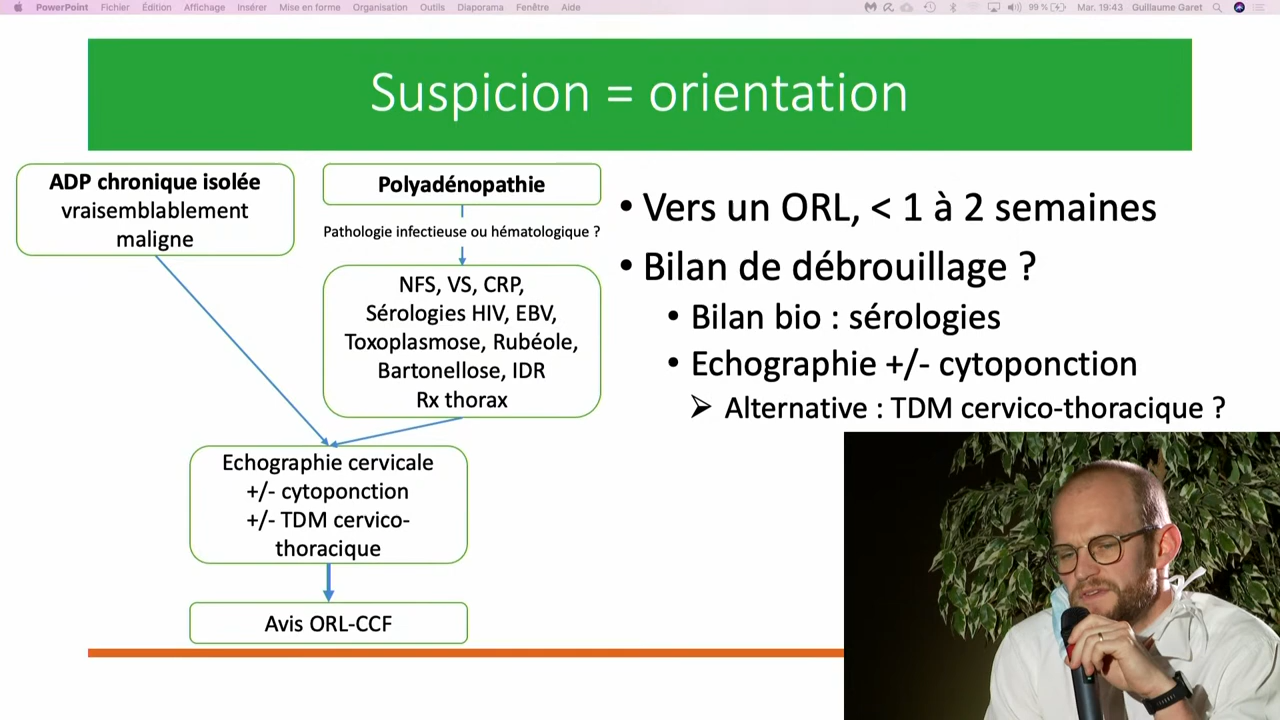 PowerPoint Fichier Édition Affichage Insérer Mise en forme Organisation Outils Diaporama Fenêtre Aide 99 % Mar. 19:43 Guillaume Garet
Suspicion = orientation
ADP chronique isolée
vraisemblablement
maligne
Polyadénopathie
Pathologie infectieuse ou hématologique ?
NFS, VS, CRP,
Sérologies HIV, EBV,
Toxoplasmose, Rubéole,
Bartonellose, IDR
Rx thorax
Echographie cervicale
+/- cytoponction
+/- TDM cervico-
thoracique
Avis ORL-CCF
• Vers un ORL, < 1 à 2 semaines
• Bilan de débrouillage ?
• Bilan bio : sérologies
• Echographie +/- cytoponction
➢ Alternative : TDM cervico-thoracique ?